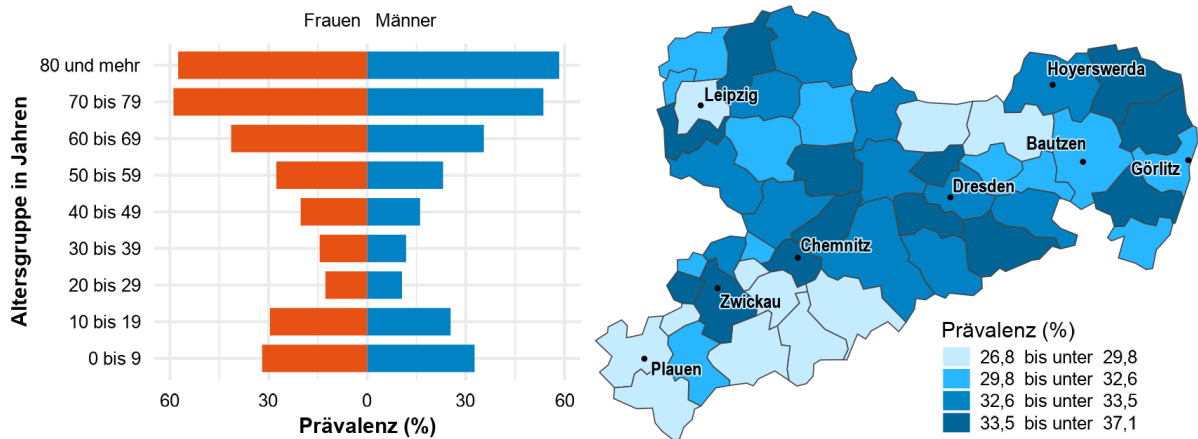 Frauen Männer
Altersgruppe in Jahren
80 und mehr
70 bis 79
60 bis 69
50 bis 59
40 bis 49
30 bis 39
20 bis 29
10 bis 19
0 bis 9
60 30 0 30 60
Prävalenz (%)
Hoyerswerda
Leipzig
Bautzen
Görlitz
Dresden
Chemnitz
Zwickau
Plauen
Prävalenz (%)
26,8 bis unter 29,8
29,8 bis unter 32,6
32,6 bis unter 33,5
33,5 bis unter 37,1